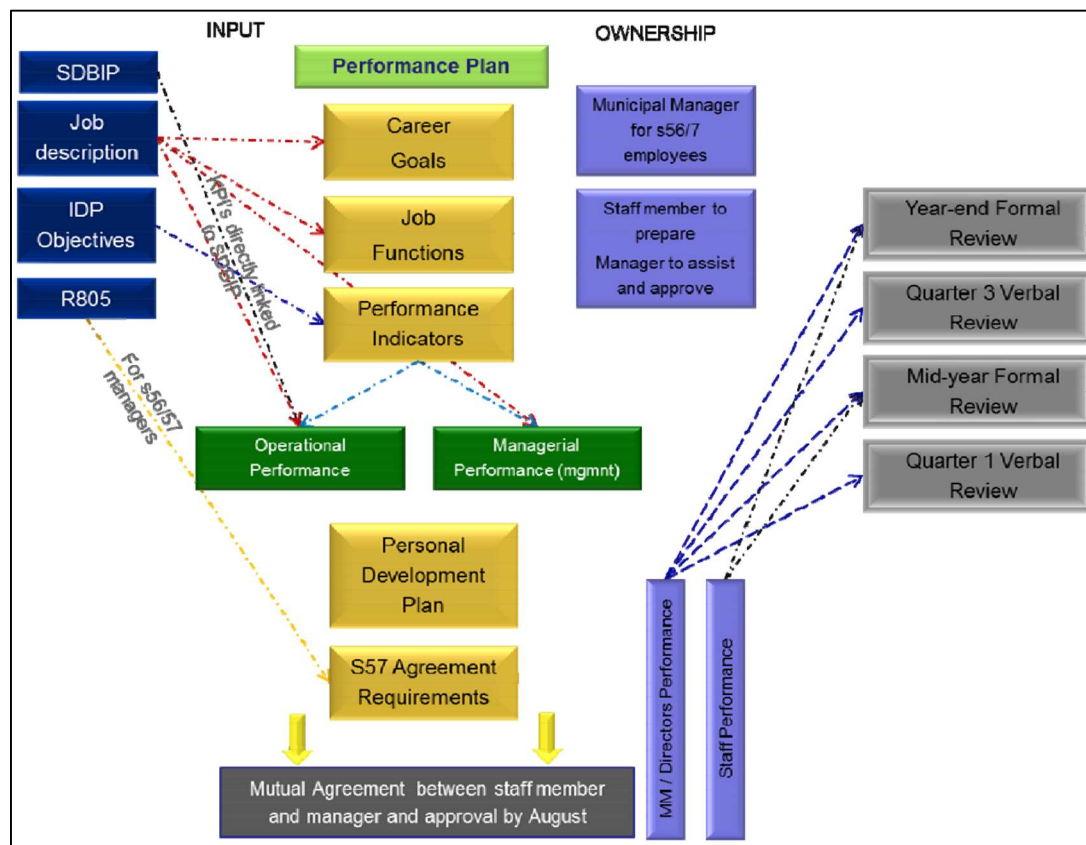 INPUT
OWNERSHIP
SDBIP
Job
description
IDP
Objectives
R805
Performance Plan
Career
Goals
Job
Functions
Performance
Indicators
KPI's directly linked
to SDBIP
For s56/57
managers
Operational
Performance
Managerial
Performance (mgmnt)
Personal
Development
Plan
S57 Agreement
Requirements
Mutual Agreement between staff member
and manager and approval by August
Municipal Manager
for s56/7
employees
Staff member to
prepare
Manager to assist
and approve
MM / Directors Performance
Staff Performance
Year-end Formal
Review
Quarter 3 Verbal
Review
Mid-year Formal
Review
Quarter 1 Verbal
Review